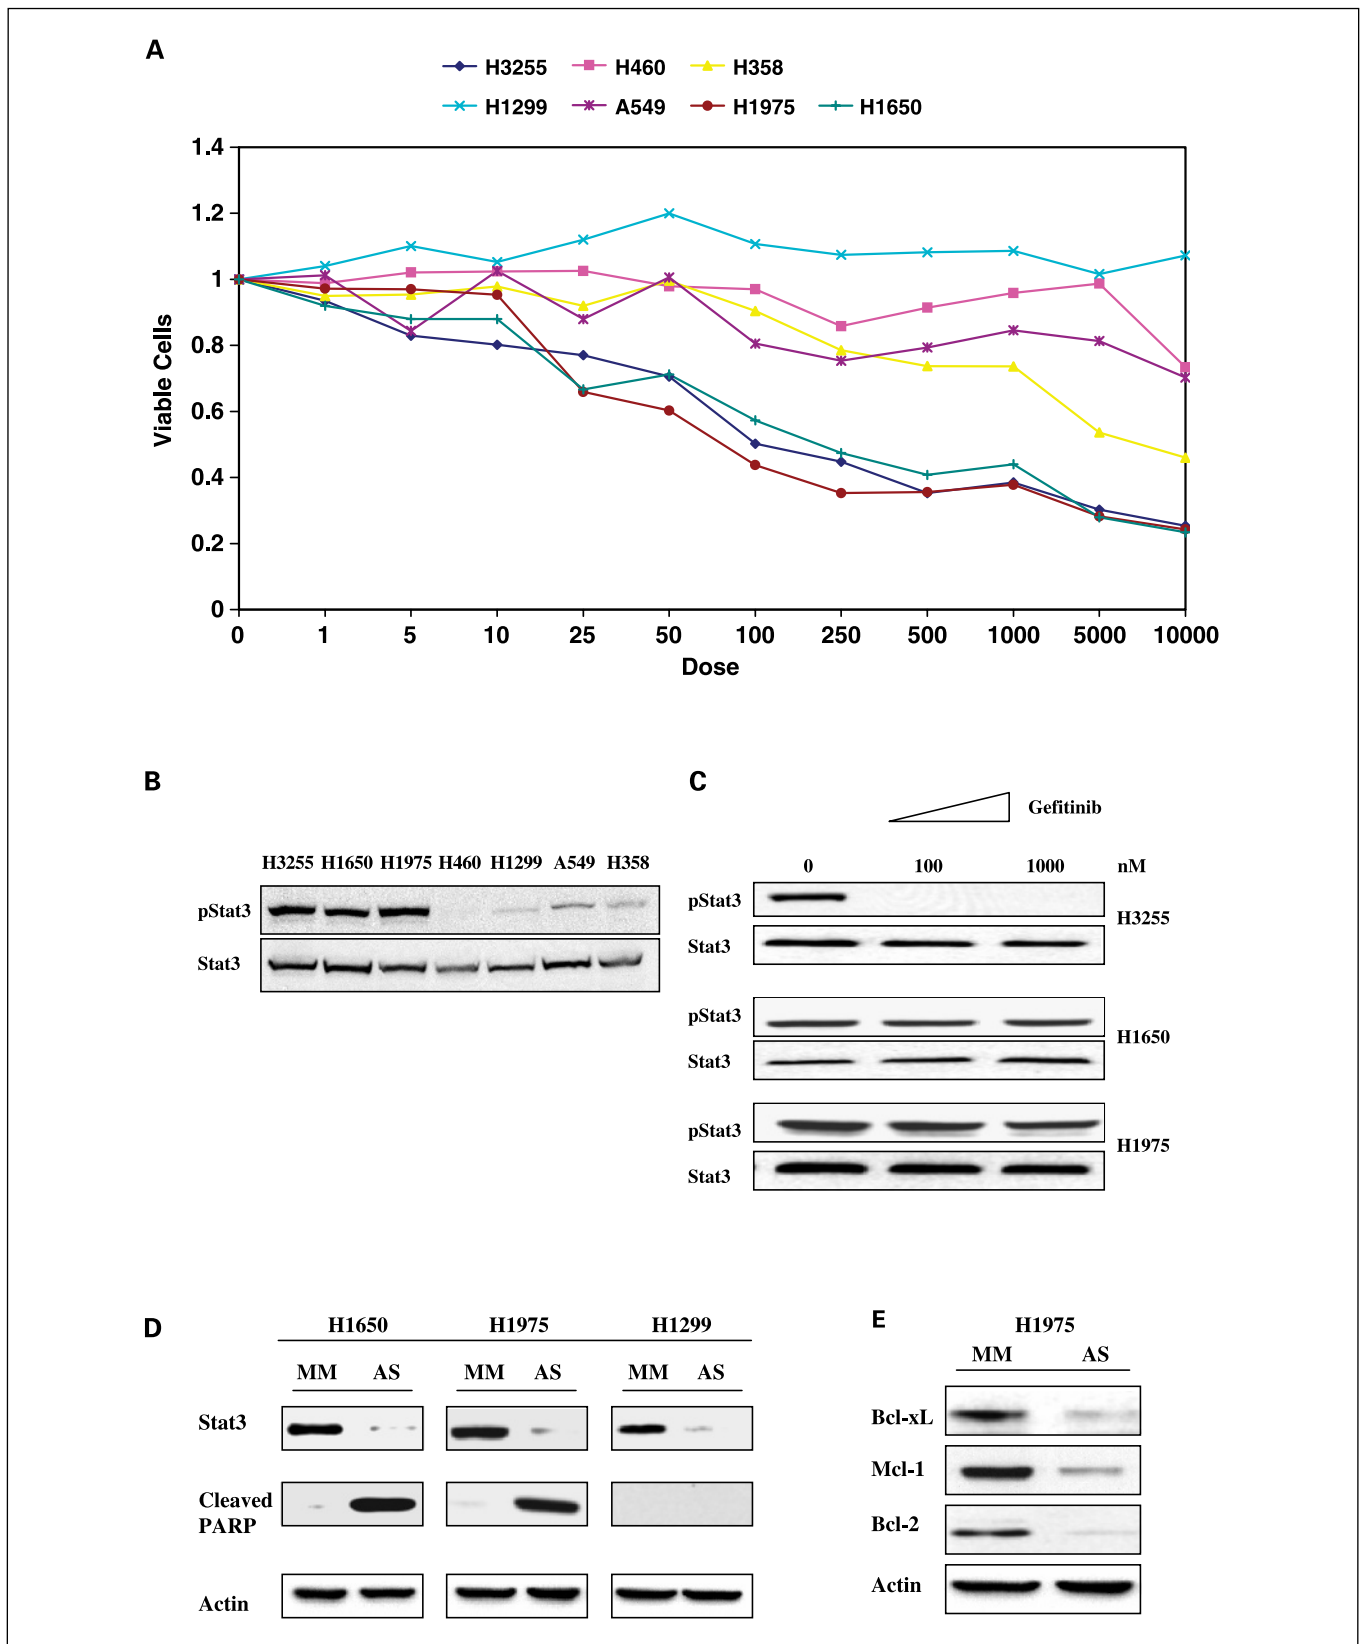 A
H3255 H460 H358
H1299 A549 H1975 H1650
1.4
1.2
1
0.8
0.6
0.4
0.2
0
Viable Cells
0 1 5 10 25 50 100 250 500 1000 5000 10000
Dose
B
H3255 H1650 H1975 H460 H1299 A549 H358
pStat3
Stat3
C
Gefitinib
0 100 1000 nM
pStat3
H3255
Stat3
pStat3
H1650
Stat3
pStat3
H1975
Stat3
D
H1650 H1975 H1299
MM AS MM AS MM AS
Stat3
Cleaved
PARP
Actin
E
H1975
MM AS
Bcl-xL
Mcl-1
Bcl-2
Actin